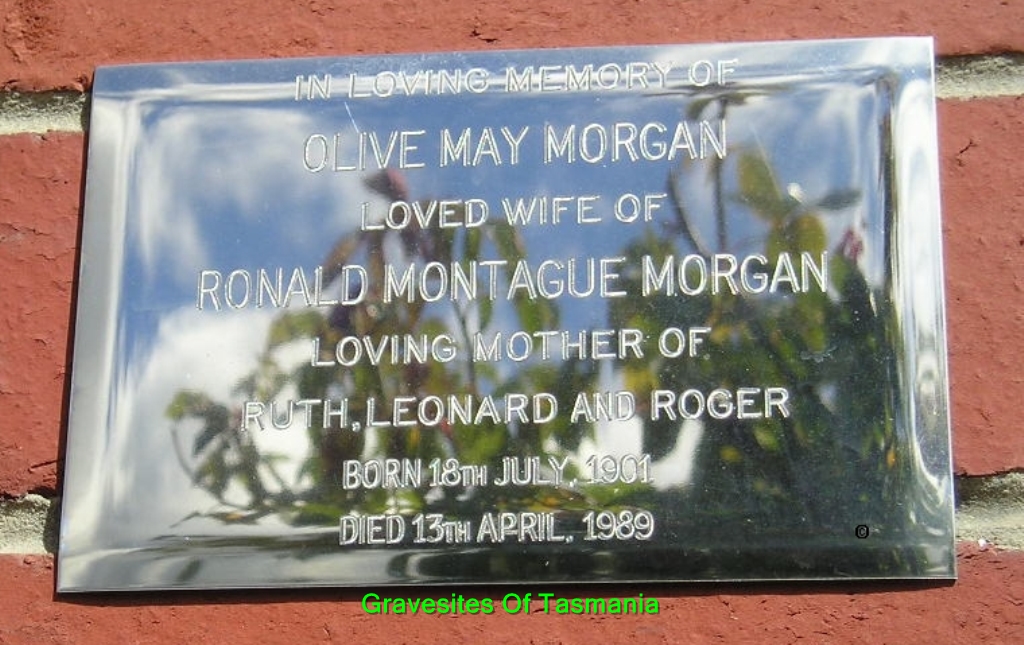 IN LOVING MEMORY OF
OLIVE MAY MORGAN
LOVED WIFE OF
RONALD MONTAGUE MORGAN
LOVING MOTHER OF
RUTH, LEONARD AND ROGER
BORN 18TH JULY, 1901
DIED 13TH APRIL, 1989
©
Gravesites Of Tasmania